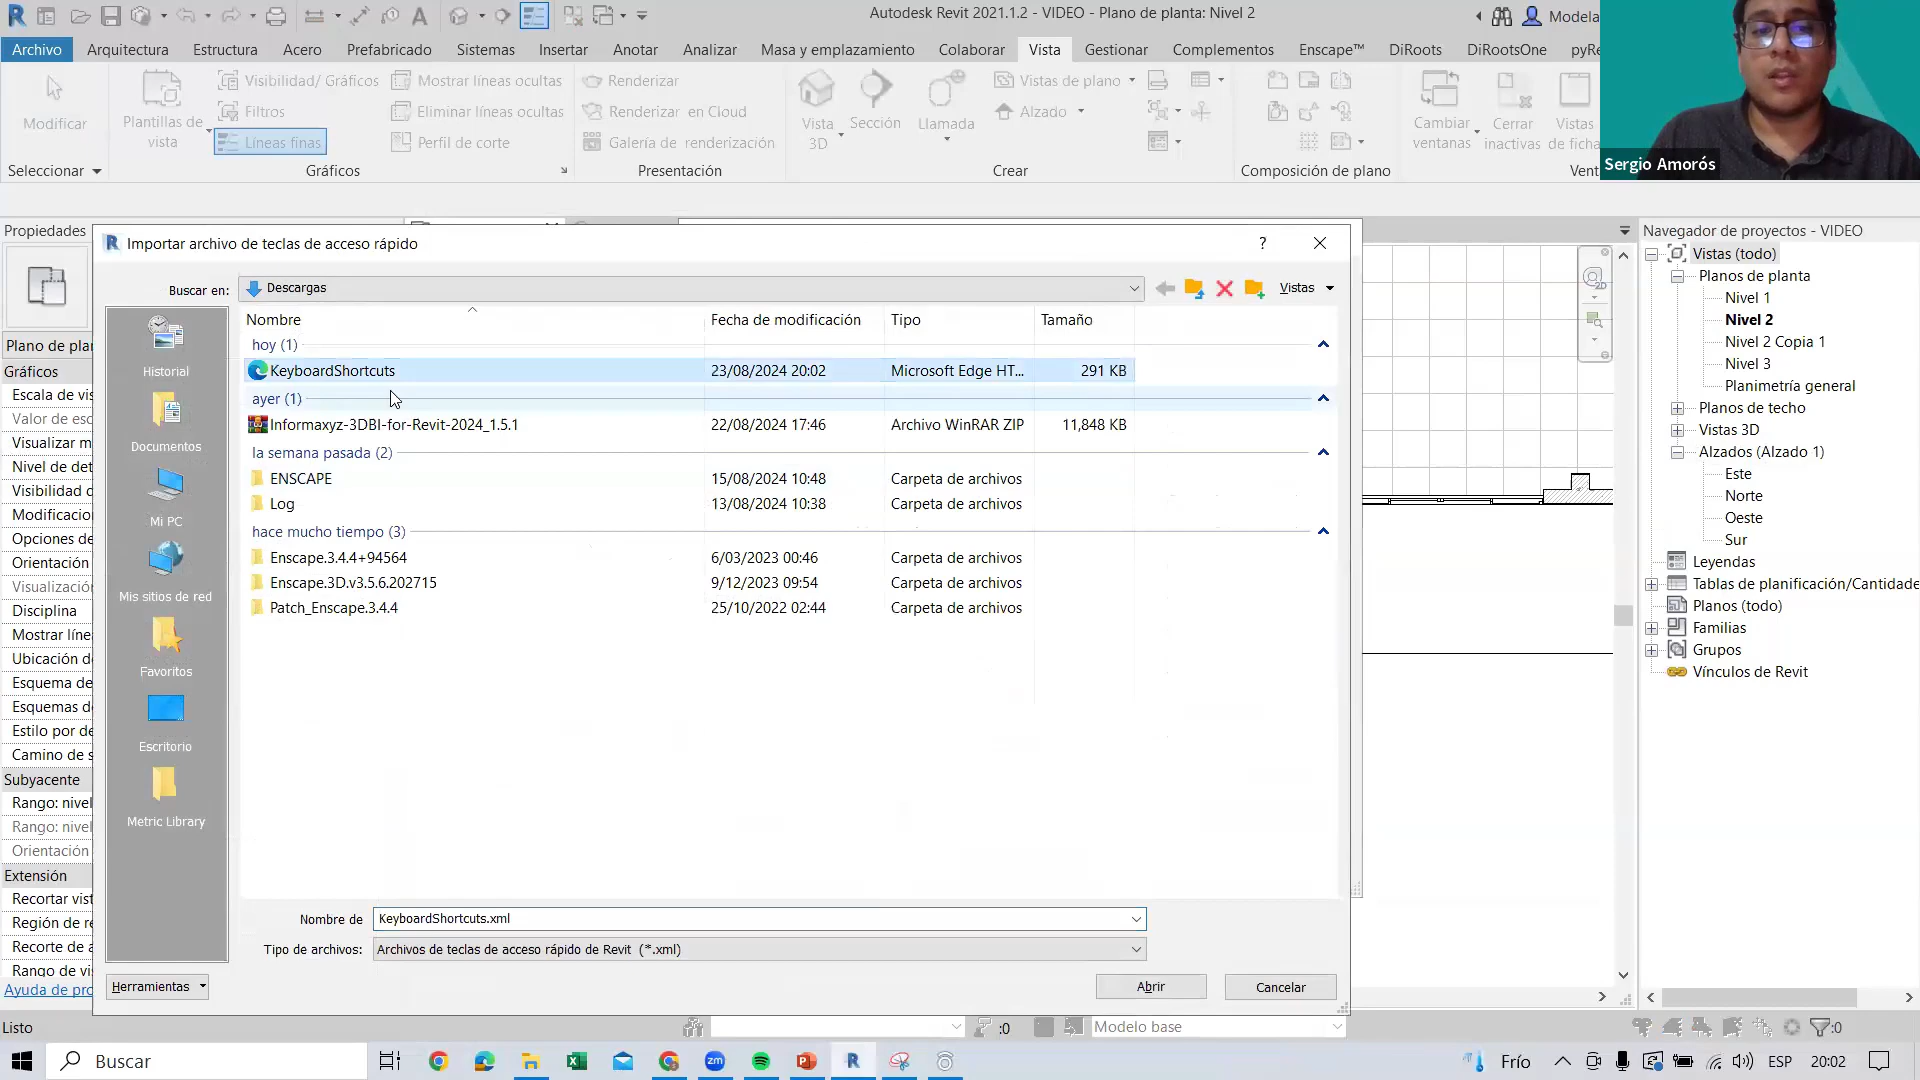 Autodesk Revit 2021.1.2 - VIDEO - Plano de planta: Nivel 2
Modela
Archivo
Arquitectura
Estructura
Acero
Prefabricado
Sistemas
Insertar
Anotar
Analizar
Masa y emplazamiento
Colaborar
Vista
Gestionar
Complementos
Enscape™
DiRoots
DiRootsOne
pyRe
Modificar
Plantillas de vista
Visibilidad/ Gráficos
Filtros
Líneas finas
Mostrar líneas ocultas
Eliminar líneas ocultas
Perfil de corte
Renderizar
Renderizar en Cloud
Galería de renderización
Vista 3D
Sección
Llamada
Vistas de plano
Alzado
Cambiar ventanas
Cerrar inactivas
Vistas de ficha
Seleccionar
Gráficos
Presentación
Crear
Composición de plano
Vent
Sergio Amorós
Propiedades
Plano de pla
Gráficos
Escala de vis
Valor de esc
Visualizar m
Nivel de det
Visibilidad
Modificacio
Opciones de
Orientación
Visualización
Disciplina
Mostrar líne
Ubicación d
Esquema de
Esquemas d
Estilo por de
Camino de s
Subyacente
Rango: nivel
Rango: nivel
Orientación
Extensión
Recortar vist
Región de re
Recorte de a
Rango de vi
Ayuda de pro
Importar archivo de teclas de acceso rápido
?
Buscar en:
Descargas
Vistas
Historial
Documentos
Mi PC
Mis sitios de red
Favoritos
Escritorio
Metric Library
Nombre Fecha de modificación Tipo Tamaño
hoy (1)
KeyboardShortcuts 23/08/2024 20:02 Microsoft Edge HT... 291 KB
ayer (1)
Informaxyz-3DBI-for-Revit-2024_1.5.1 22/08/2024 17:46 Archivo WinRAR ZIP 11,848 KB
la semana pasada (2)
ENSCAPE 15/08/2024 10:48 Carpeta de archivos
Log 13/08/2024 10:38 Carpeta de archivos
hace mucho tiempo (3)
Enscape.3.4.4+94564 6/03/2023 00:46 Carpeta de archivos
Enscape.3D.v3.5.6.202715 9/12/2023 09:54 Carpeta de archivos
Patch_Enscape.3.4.4 25/10/2022 02:44 Carpeta de archivos
Nombre de KeyboardShortcuts.xml
Tipo de archivos: Archivos de teclas de acceso rápido de Revit (*.xml)
Herramientas
Abrir
Cancelar
Navegador de proyectos - VIDEO
Vistas (todo)
Planos de planta
Nivel 1
Nivel 2
Nivel 2 Copia 1
Nivel 3
Planimetría general
Planos de techo
Vistas 3D
Alzados (Alzado 1)
Este
Norte
Oeste
Sur
Leyendas
Tablas de planificación/Cantidade
Planos (todo)
Familias
Grupos
Vínculos de Revit
Listo
:0
Modelo base
:0
Buscar
Frío
ESP
20:02